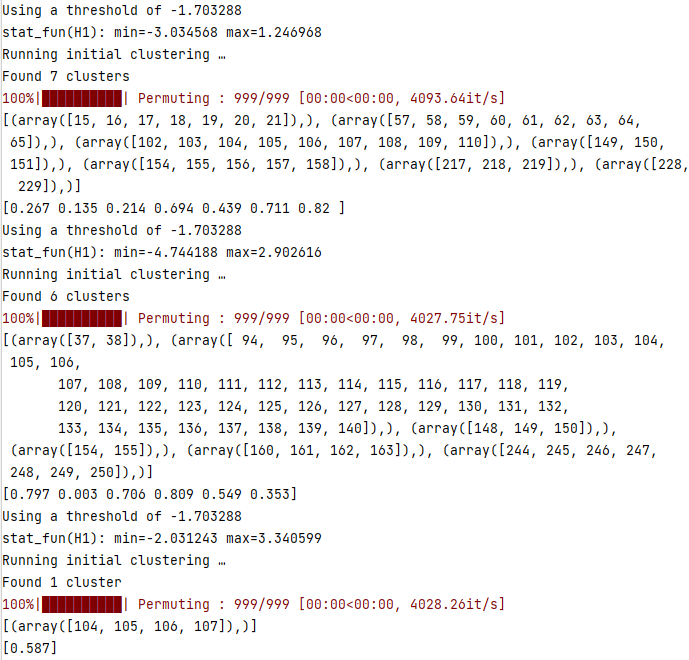 Using a threshold of -1.703288
stat_fun(H1): min=-3.034568 max=1.246968
Running initial clustering …
Found 7 clusters
100%|██████████| Permuting : 999/999 [00:00<00:00, 4093.64it/s]
[(array([15, 16, 17, 18, 19, 20, 21]),), (array([57, 58, 59, 60, 61, 62, 63, 64,
 65]),), (array([102, 103, 104, 105, 106, 107, 108, 109, 110]),), (array([149, 150,
 151]),), (array([154, 155, 156, 157, 158]),), (array([217, 218, 219]),), (array([228,
  229]),)]
[0.267 0.135 0.214 0.694 0.439 0.711 0.82 ]
Using a threshold of -1.703288
stat_fun(H1): min=-4.744188 max=2.902616
Running initial clustering …
Found 6 clusters
100%|██████████| Permuting : 999/999 [00:00<00:00, 4027.75it/s]
[(array([37, 38]),), (array([ 94,  95,  96,  97,  98,  99, 100, 101, 102, 103, 104,
 105, 106,
       107, 108, 109, 110, 111, 112, 113, 114, 115, 116, 117, 118, 119,
       120, 121, 122, 123, 124, 125, 126, 127, 128, 129, 130, 131, 132,
       133, 134, 135, 136, 137, 138, 139, 140]),), (array([148, 149, 150]),),
 (array([154, 155]),), (array([160, 161, 162, 163]),), (array([244, 245, 246, 247,
 248, 249, 250]),)]
[0.797 0.003 0.706 0.809 0.549 0.353]
Using a threshold of -1.703288
stat_fun(H1): min=-2.031243 max=3.340599
Running initial clustering …
Found 1 cluster
100%|██████████| Permuting : 999/999 [00:00<00:00, 4028.26it/s]
[(array([104, 105, 106, 107]),)]
[0.587]